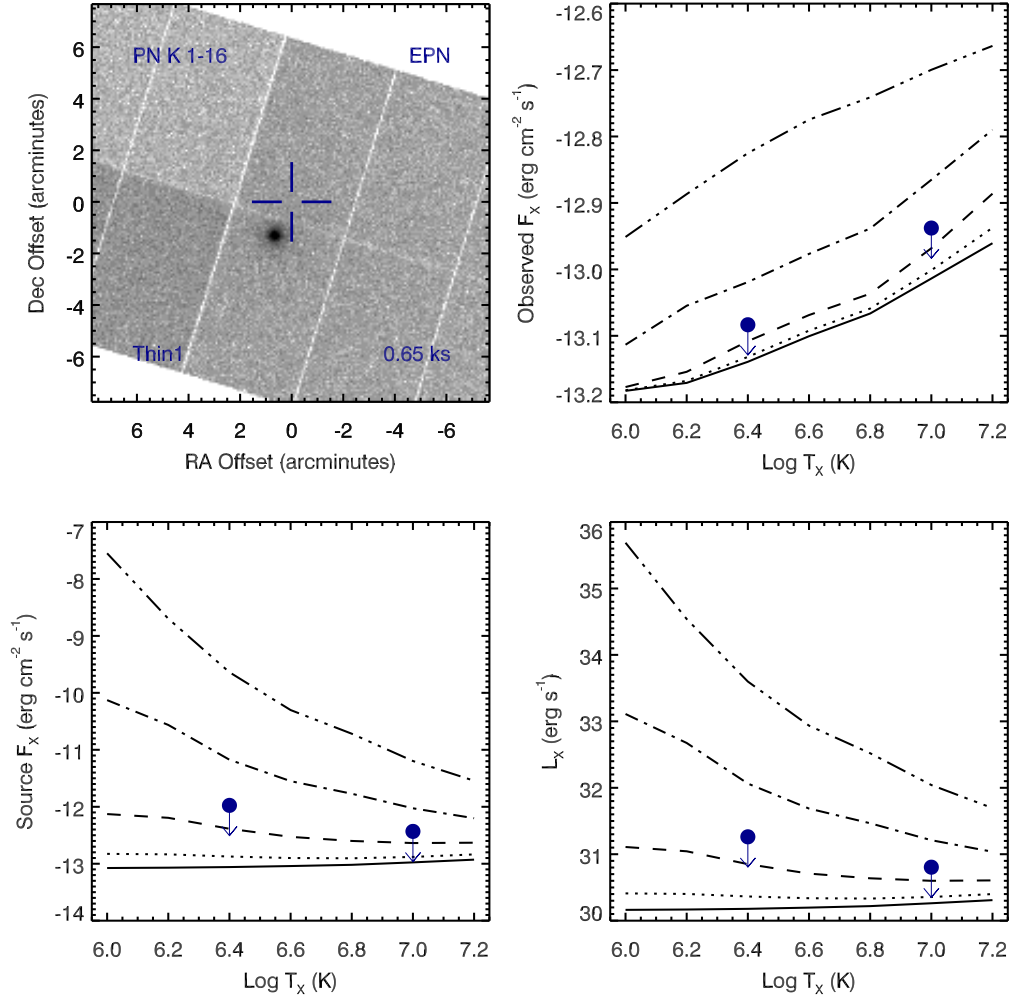 PN K 1-16
EPN
Thin1
0.65 ks
6
4
2
0
-2
-4
-6
Dec Offset (arcminutes)
6 4 2 0 -2 -4 -6
RA Offset (arcminutes)
-12.6
-12.7
-12.8
-12.9
-13.0
-13.1
-13.2
Observed Fₓ (erg cm⁻² s⁻¹)
6.0 6.2 6.4 6.6 6.8 7.0 7.2
Log Tₓ (K)
-7
-8
-9
-10
-11
-12
-13
-14
Source Fₓ (erg cm⁻² s⁻¹)
6.0 6.2 6.4 6.6 6.8 7.0 7.2
Log Tₓ (K)
36
35
34
33
32
31
30
Lₓ (erg s⁻¹)
6.0 6.2 6.4 6.6 6.8 7.0 7.2
Log Tₓ (K)